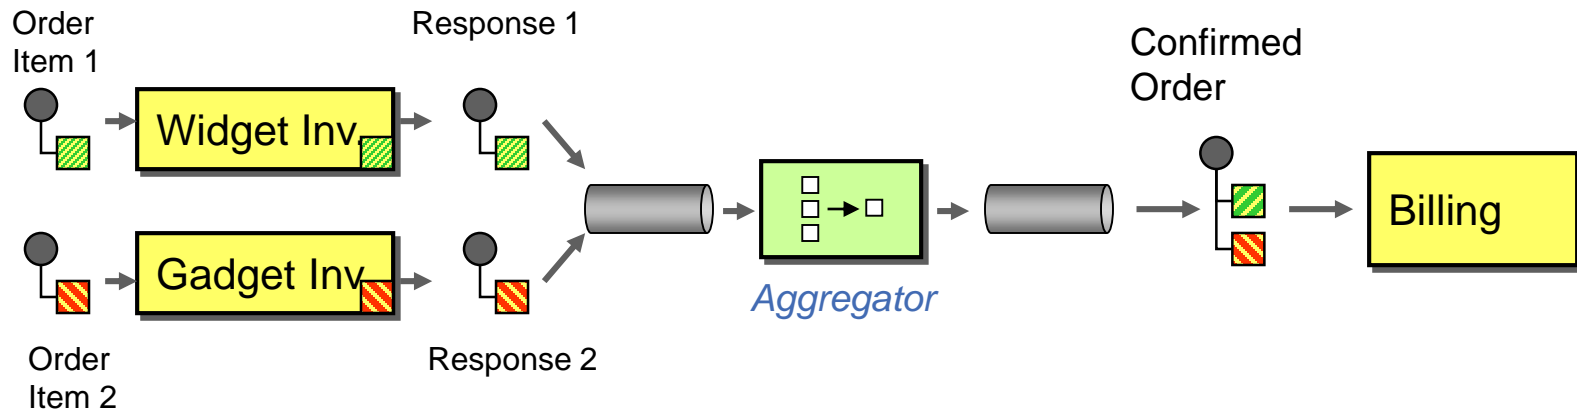 Order
Item 1
Response 1
Confirmed
Order
Widget Inv.
Gadget Inv
Billing
Aggregator
Order
Item 2
Response 2